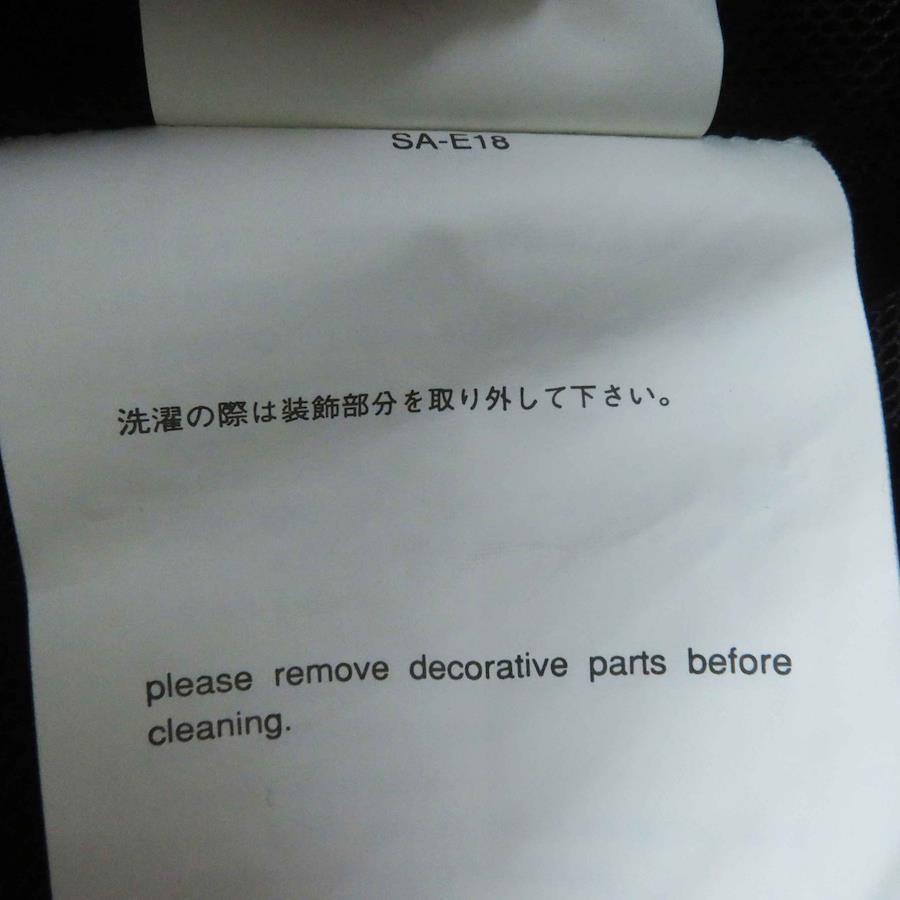 SA-E18
洗濯の際は装飾部分を取り外して下さい。
please remove decorative parts before
cleaning.